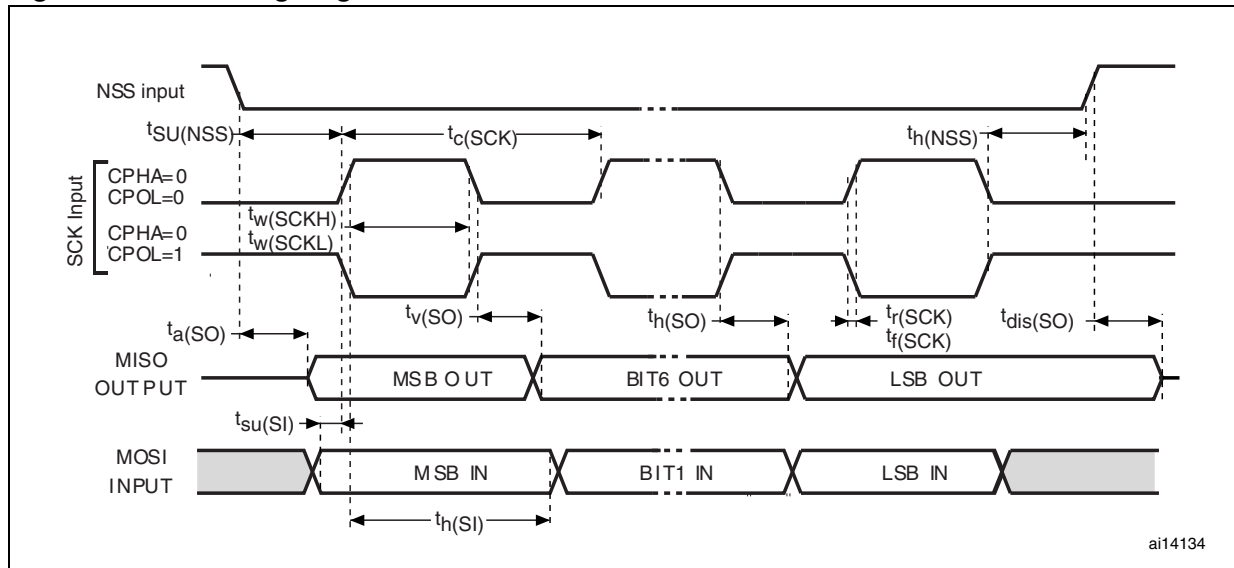 NSS input
tSU(NSS)
tc(SCK)
th(NSS)
SCK Input
CPHA=0
CPOL=0
tw(SCKH)
CPHA=0
tw(SCKL)
CPOL=1
tv(SO)
th(SO)
tr(SCK)
tf(SCK)
tdis(SO)
ta(SO)
MISO
OUTPUT
MSB OUT
BIT6 OUT
LSB OUT
tsu(SI)
MOSI
INPUT
MSB IN
BIT1 IN
LSB IN
th(SI)
ai14134